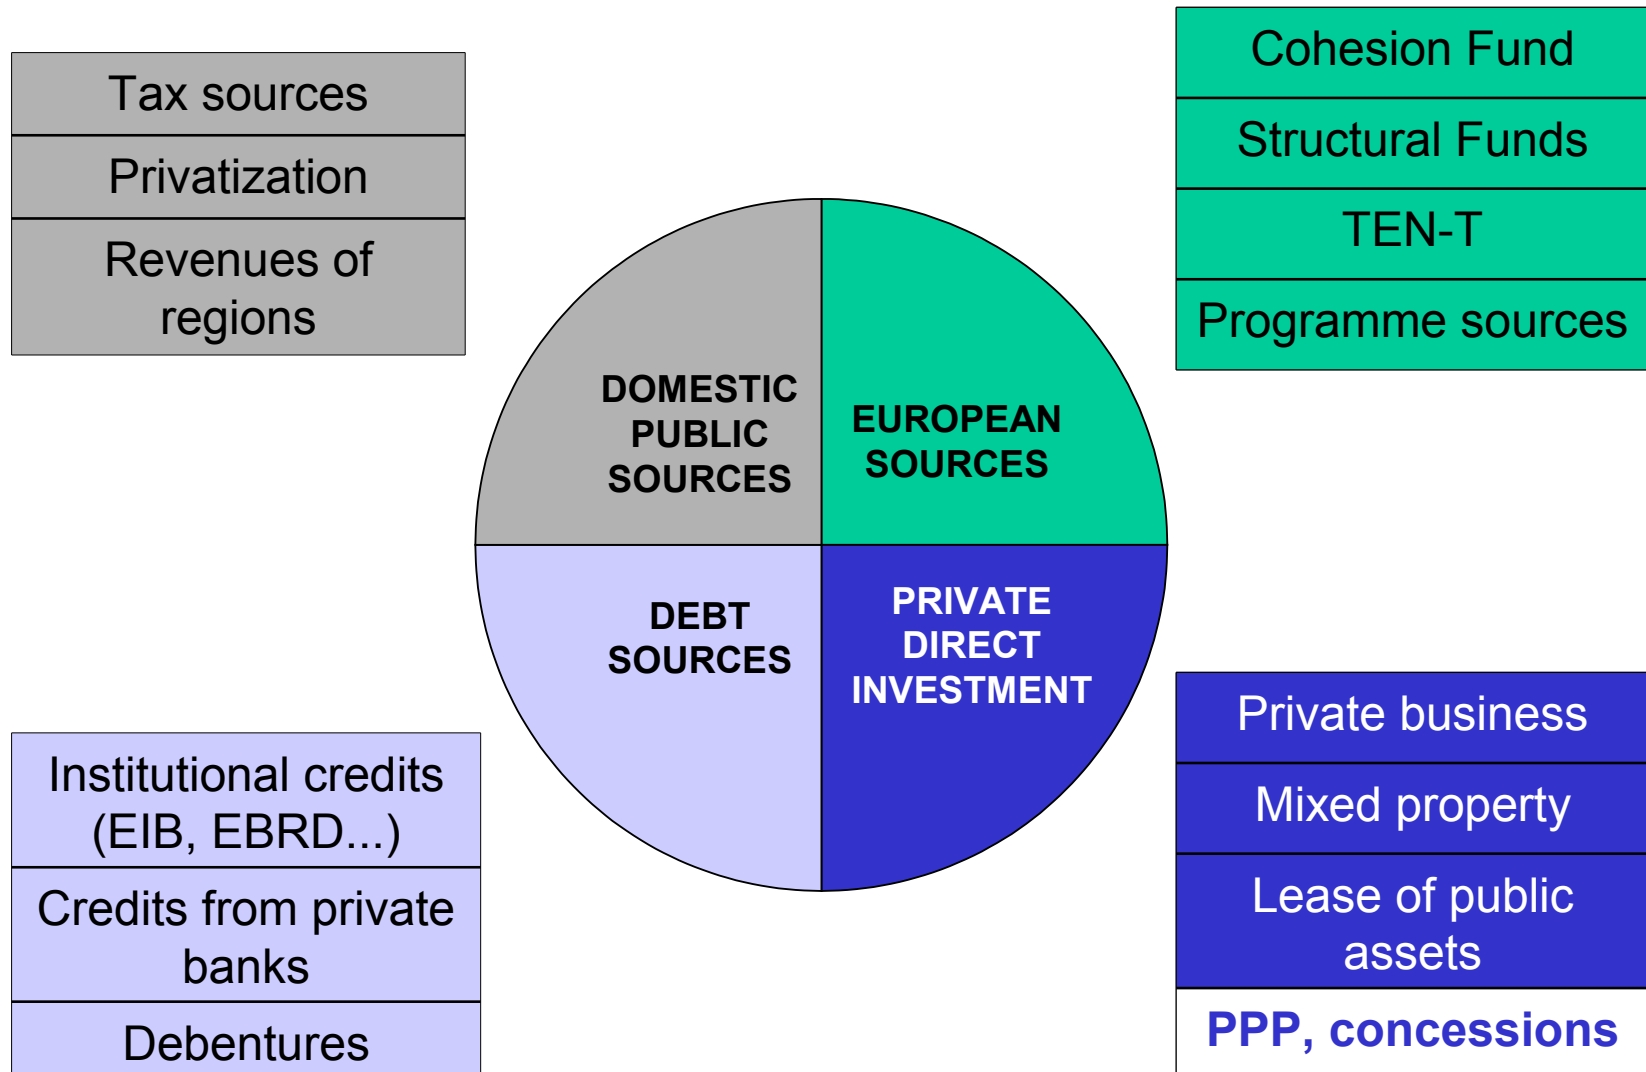 Tax sources
Privatization
Revenues of
regions
Cohesion Fund
Structural Funds
TEN-T
Programme sources
DOMESTIC
PUBLIC
SOURCES
EUROPEAN
SOURCES
DEBT
SOURCES
PRIVATE
DIRECT
INVESTMENT
Institutional credits
(EIB, EBRD...)
Credits from private
banks
Debentures
Private business
Mixed property
Lease of public
assets
PPP, concessions